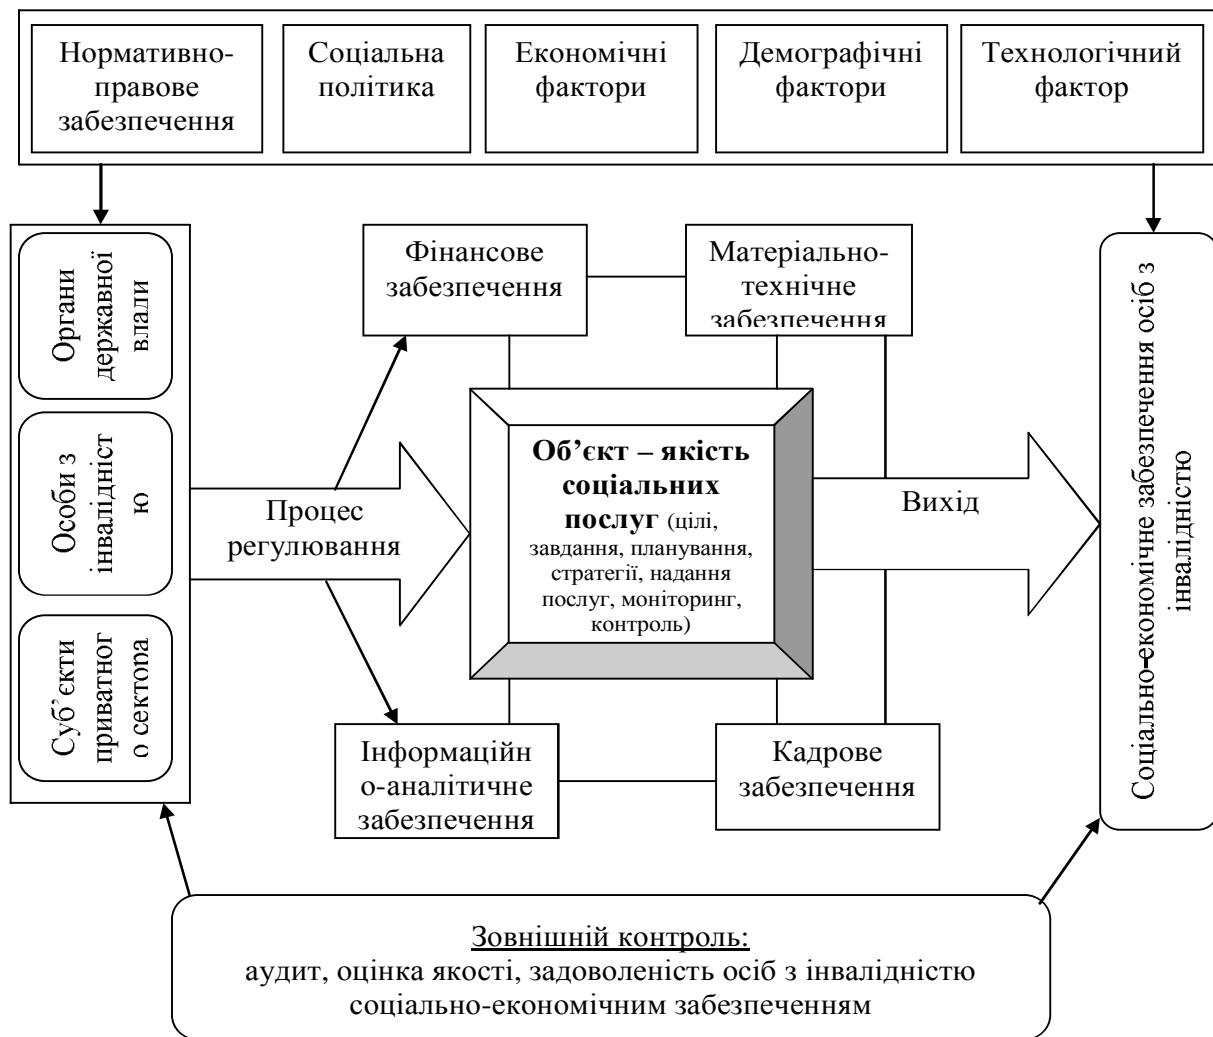 Нормативно-
правове
забезпечення
Соціальна
політика
Економічні
фактори
Демографічні
фактори
Технологічний
фактор
Органи
державної
влади
Особи з
інвалідніст
ю
Суб’єкти
приватног
о сектора
Процес
регулювання
Фінансове
забезпечення
Матеріально-
технічне
забезпечення
Об’єкт – якість
соціальних
послуг (цілі,
завдання, планування,
стратегії, надання
послуг, моніторинг,
контроль)
Інформаційн
о-аналітичне
забезпечення
Кадрове
забезпечення
Вихід
Соціально-економічне забезпечення осіб з
інвалідністю
Зовнішній контроль:
аудит, оцінка якості, задоволеність осіб з інвалідністю
соціально-економічним забезпеченням